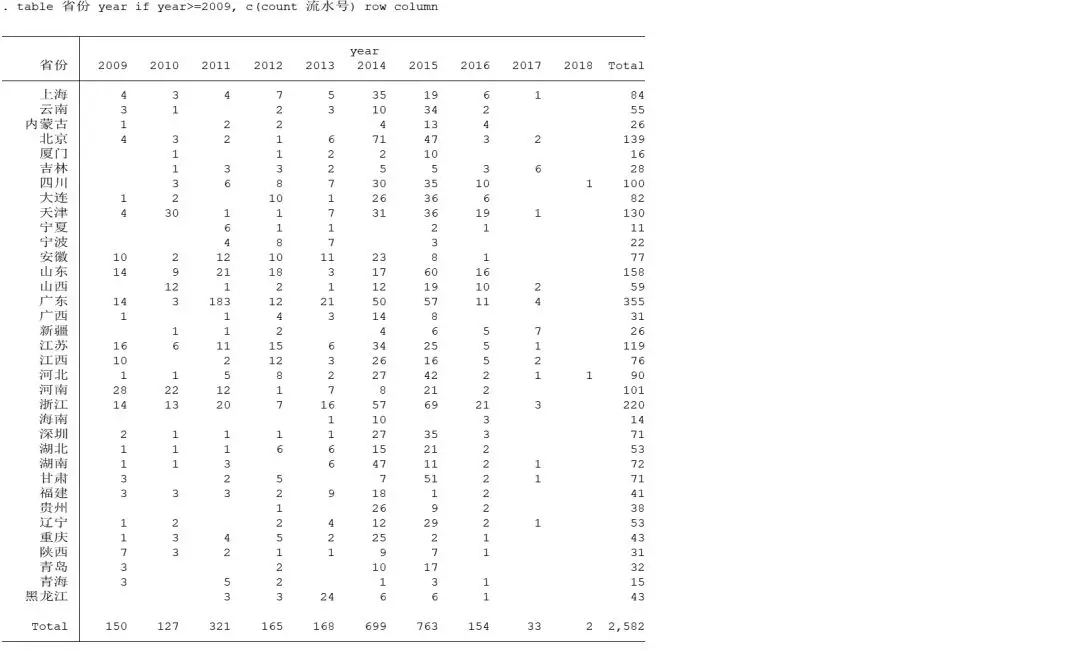 . table 省份 year if year>=2009, c(count 流水号) row column
year
省份 2009 2010 2011 2012 2013 2014 2015 2016 2017 2018 Total
上海 4 3 4 7 5 35 19 6 1 84
云南 3 1 2 3 10 34 2 55
内蒙古 1 2 2 4 13 4 26
北京 4 3 2 1 6 71 47 3 2 139
厦门 1 1 2 2 10 16
吉林 1 3 3 2 5 5 3 6 28
四川 3 6 8 7 30 35 10 1 100
大连 1 2 10 1 26 36 6 82
天津 4 30 1 1 7 31 36 19 1 130
宁夏 6 1 1 2 1 11
宁波 4 8 7 3 22
安徽 10 2 12 10 11 23 8 1 77
山东 14 9 21 18 3 17 60 16 158
山西 12 1 2 1 12 19 10 2 59
广东 14 3 183 12 21 50 57 11 4 355
广西 1 1 4 3 14 8 31
新疆 1 1 2 4 6 5 7 26
江苏 16 6 11 15 6 34 25 5 1 119
江西 10 2 12 3 26 16 5 2 76
河北 1 1 5 8 2 27 42 2 1 1 90
河南 28 22 12 1 7 8 21 2 101
浙江 14 13 20 7 16 57 69 21 3 220
海南 1 10 3 14
深圳 2 1 1 1 1 27 35 3 71
湖北 1 1 1 6 6 15 21 2 53
湖南 1 1 3 6 47 11 2 1 72
甘肃 3 2 5 7 51 2 1 71
福建 3 3 3 2 9 18 1 2 41
贵州 1 26 9 2 38
辽宁 1 2 2 4 12 29 2 1 53
重庆 1 3 4 5 2 25 2 1 43
陕西 7 3 2 1 1 9 7 1 31
青岛 3 2 10 17 32
青海 3 5 2 1 3 1 15
黑龙江 3 3 24 6 6 1 43
Total 150 127 321 165 168 699 763 154 33 2 2,582